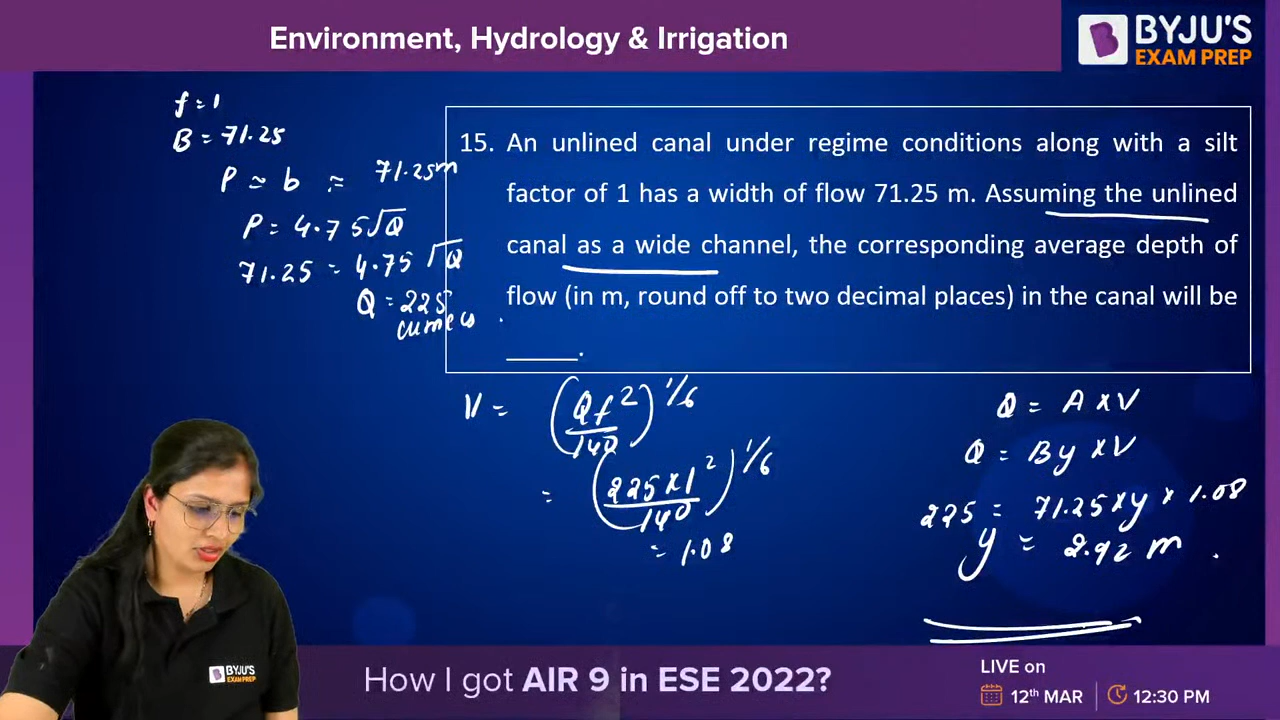 Environment, Hydrology & Irrigation
BYJU'S
EXAM PREP
f = 1
B = 71.25
P ≈ b ≈ 71.25m
P = 4.75√Q
71.25 = 4.75 √Q
Q = 225
cumecs
15. An unlined canal under regime conditions along with a silt
factor of 1 has a width of flow 71.25 m. Assuming the unlined
canal as a wide channel, the corresponding average depth of
flow (in m, round off to two decimal places) in the canal will be
______.
V = (Qf²/140)^1/6
= (225×1²/140)^1/6
= 1.08
Q = A×V
Q = By×V
225 = 71.25×y×1.08
y = 2.92 m
BYJU'S
EXAM PREP
How I got AIR 9 in ESE 2022?
LIVE on
12th MAR
12:30 PM